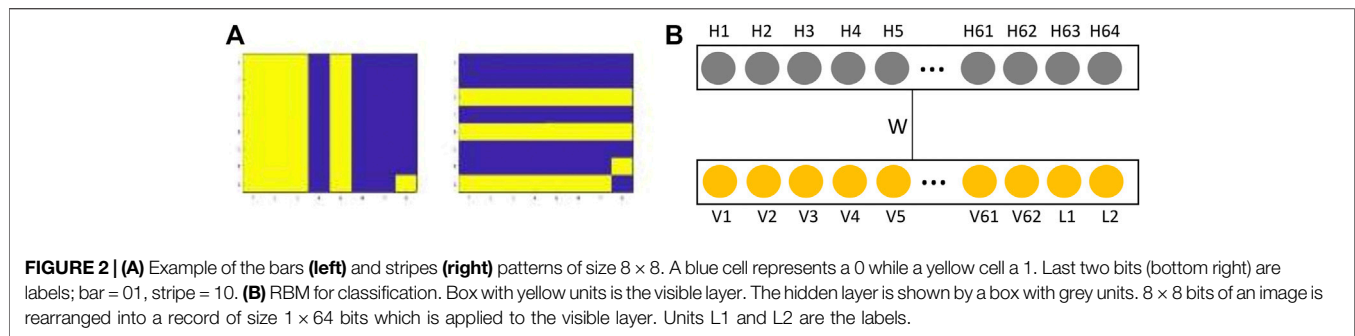 A
B
H1 H2 H3 H4 H5 H61 H62 H63 H64
...
W
...
V1 V2 V3 V4 V5 V61 V62 L1 L2
FIGURE 2 | (A) Example of the bars (left) and stripes (right) patterns of size 8 × 8. A blue cell represents a 0 while a yellow cell a 1. Last two bits (bottom right) are
labels; bar = 01, stripe = 10. (B) RBM for classification. Box with yellow units is the visible layer. The hidden layer is shown by a box with grey units. 8 × 8 bits of an image is
rearranged into a record of size 1 × 64 bits which is applied to the visible layer. Units L1 and L2 are the labels.